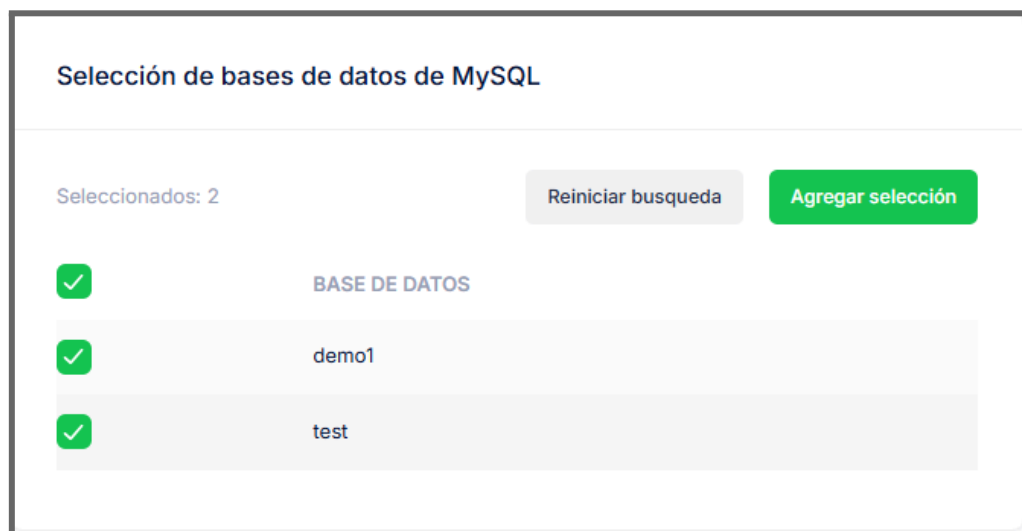 Selección de bases de datos de MySQL
Seleccionados: 2
Reiniciar busqueda
Agregar selección
BASE DE DATOS
demo1
test